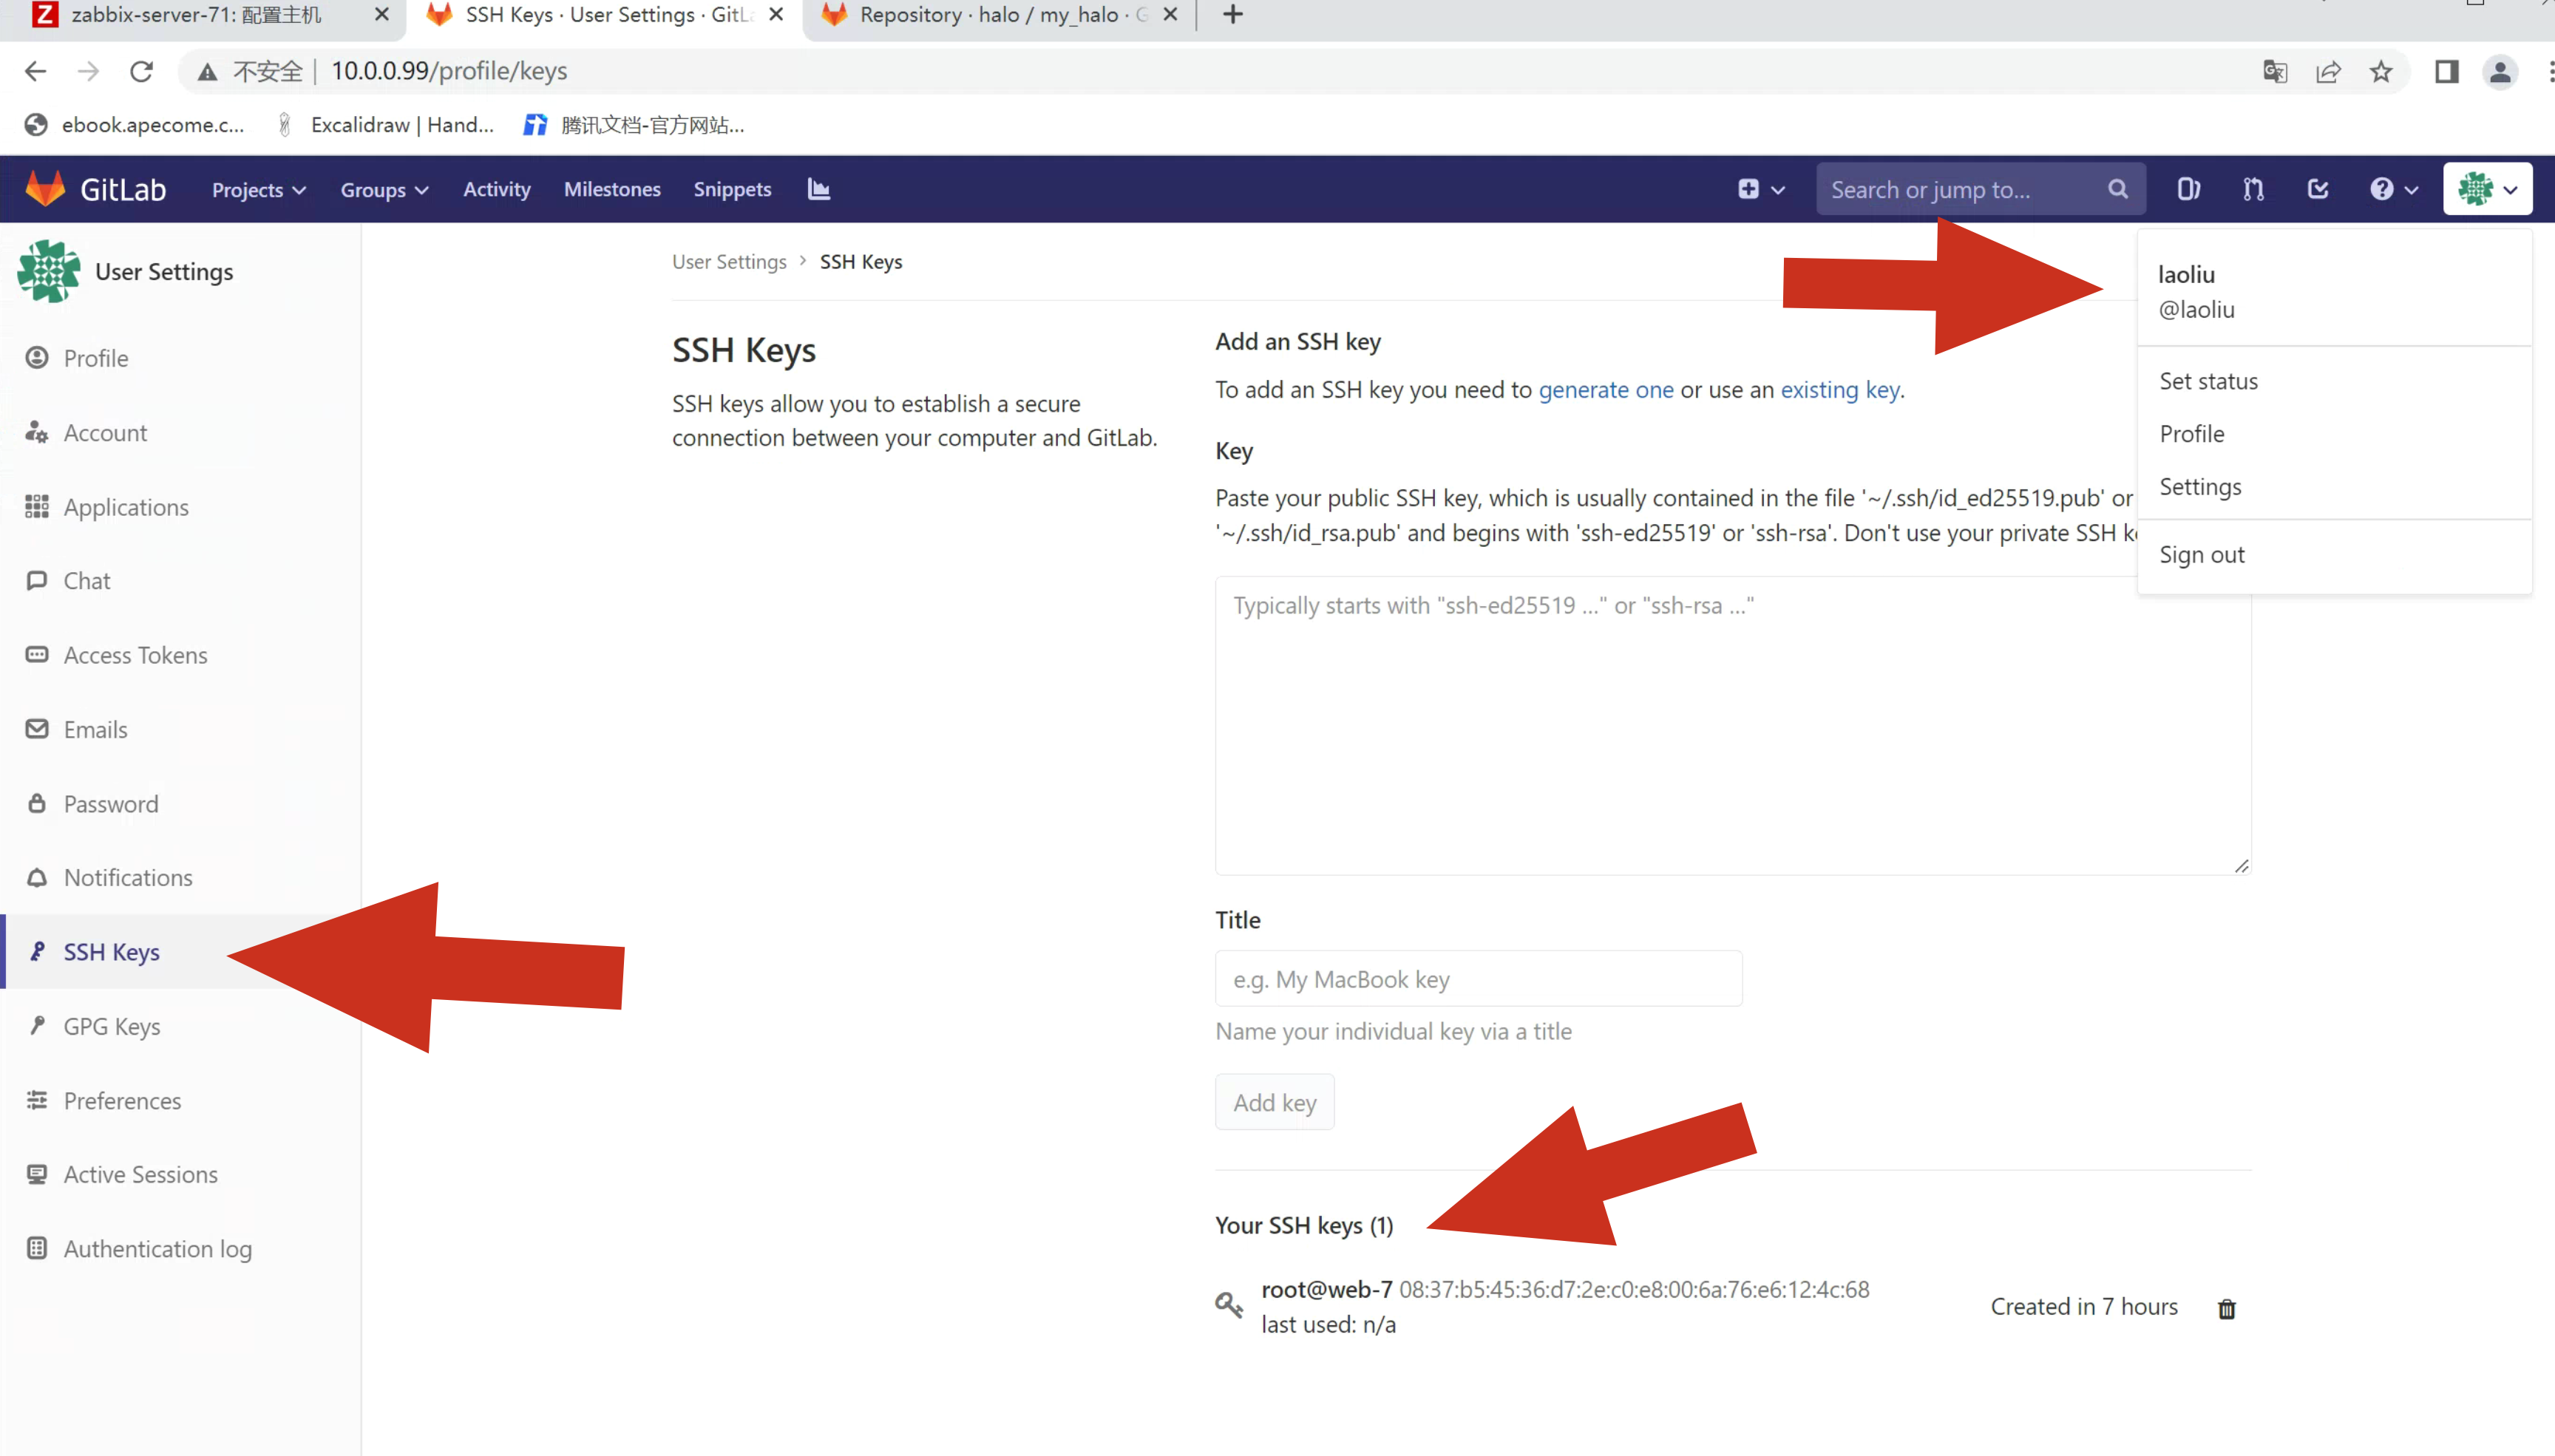 zabbix-server-71: 配置主机
SSH Keys · User Settings · GitL
Repository · halo / my_halo · G
不安全 | 10.0.0.99/profile/keys
ebook.apecome.c...
Excalidraw | Hand...
腾讯文档-官方网站...
GitLab
Projects
Groups
Activity
Milestones
Snippets
Search or jump to...
User Settings
Profile
Account
Applications
Chat
Access Tokens
Emails
Password
Notifications
SSH Keys
GPG Keys
Preferences
Active Sessions
Authentication log
User Settings > SSH Keys
SSH Keys
SSH keys allow you to establish a secure
connection between your computer and GitLab.
Add an SSH key
To add an SSH key you need to generate one or use an existing key.
Key
Paste your public SSH key, which is usually contained in the file '~/.ssh/id_ed25519.pub' or
'~/.ssh/id_rsa.pub' and begins with 'ssh-ed25519' or 'ssh-rsa'. Don't use your private SSH k
Typically starts with "ssh-ed25519 ..." or "ssh-rsa ..."
Title
e.g. My MacBook key
Name your individual key via a title
Add key
Your SSH keys (1)
root@web-7 08:37:b5:45:36:d7:2e:c0:e8:00:6a:76:e6:12:4c:68
last used: n/a
Created in 7 hours
laoliu
@laoliu
Set status
Profile
Settings
Sign out